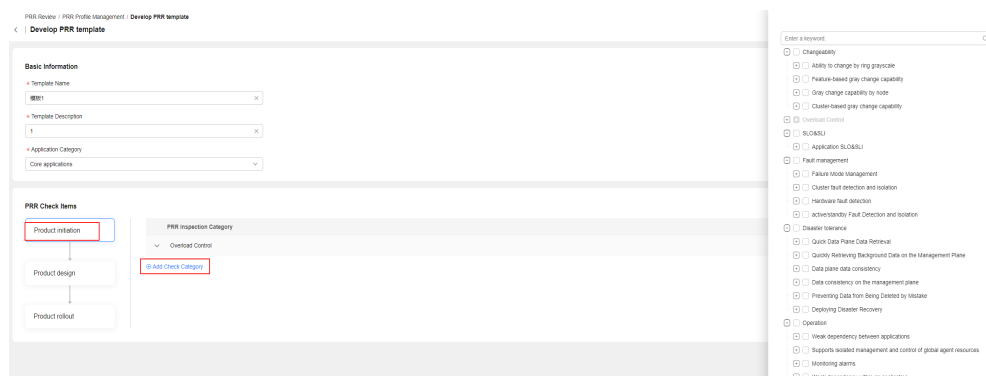 PRR Review / PRR Profile Management / Develop PRR template
Develop PRR template
Basic Information
* Template Name
模板1
* Template Description
1
* Application Category
Core applications
PRR Check Items
Product initiation
Product design
Product rollout
PRR Inspection Category
Overload Control
Add Check Category
Enter a keyword.
Changeability
Ability to change by ring grayscale
Feature-based gray change capability
Gray change capability by node
Cluster-based gray change capability
Overload Control
SLO&SLI
Application SLO&SLI
Fault management
Failure Mode Management
Cluster fault detection and isolation
Hardware fault detection
active/standby Fault Detection and Isolation
Disaster tolerance
Quick Data Plane Data Retrieval
Quickly Retrieving Background Data on the Management Plane
Data plane data consistency
Data consistency on the management plane
Preventing Data from Being Deleted by Mistake
Deploying Disaster Recovery
Operation
Weak dependency between applications
Supports isolated management and control of global agent resources
Monitoring alarms